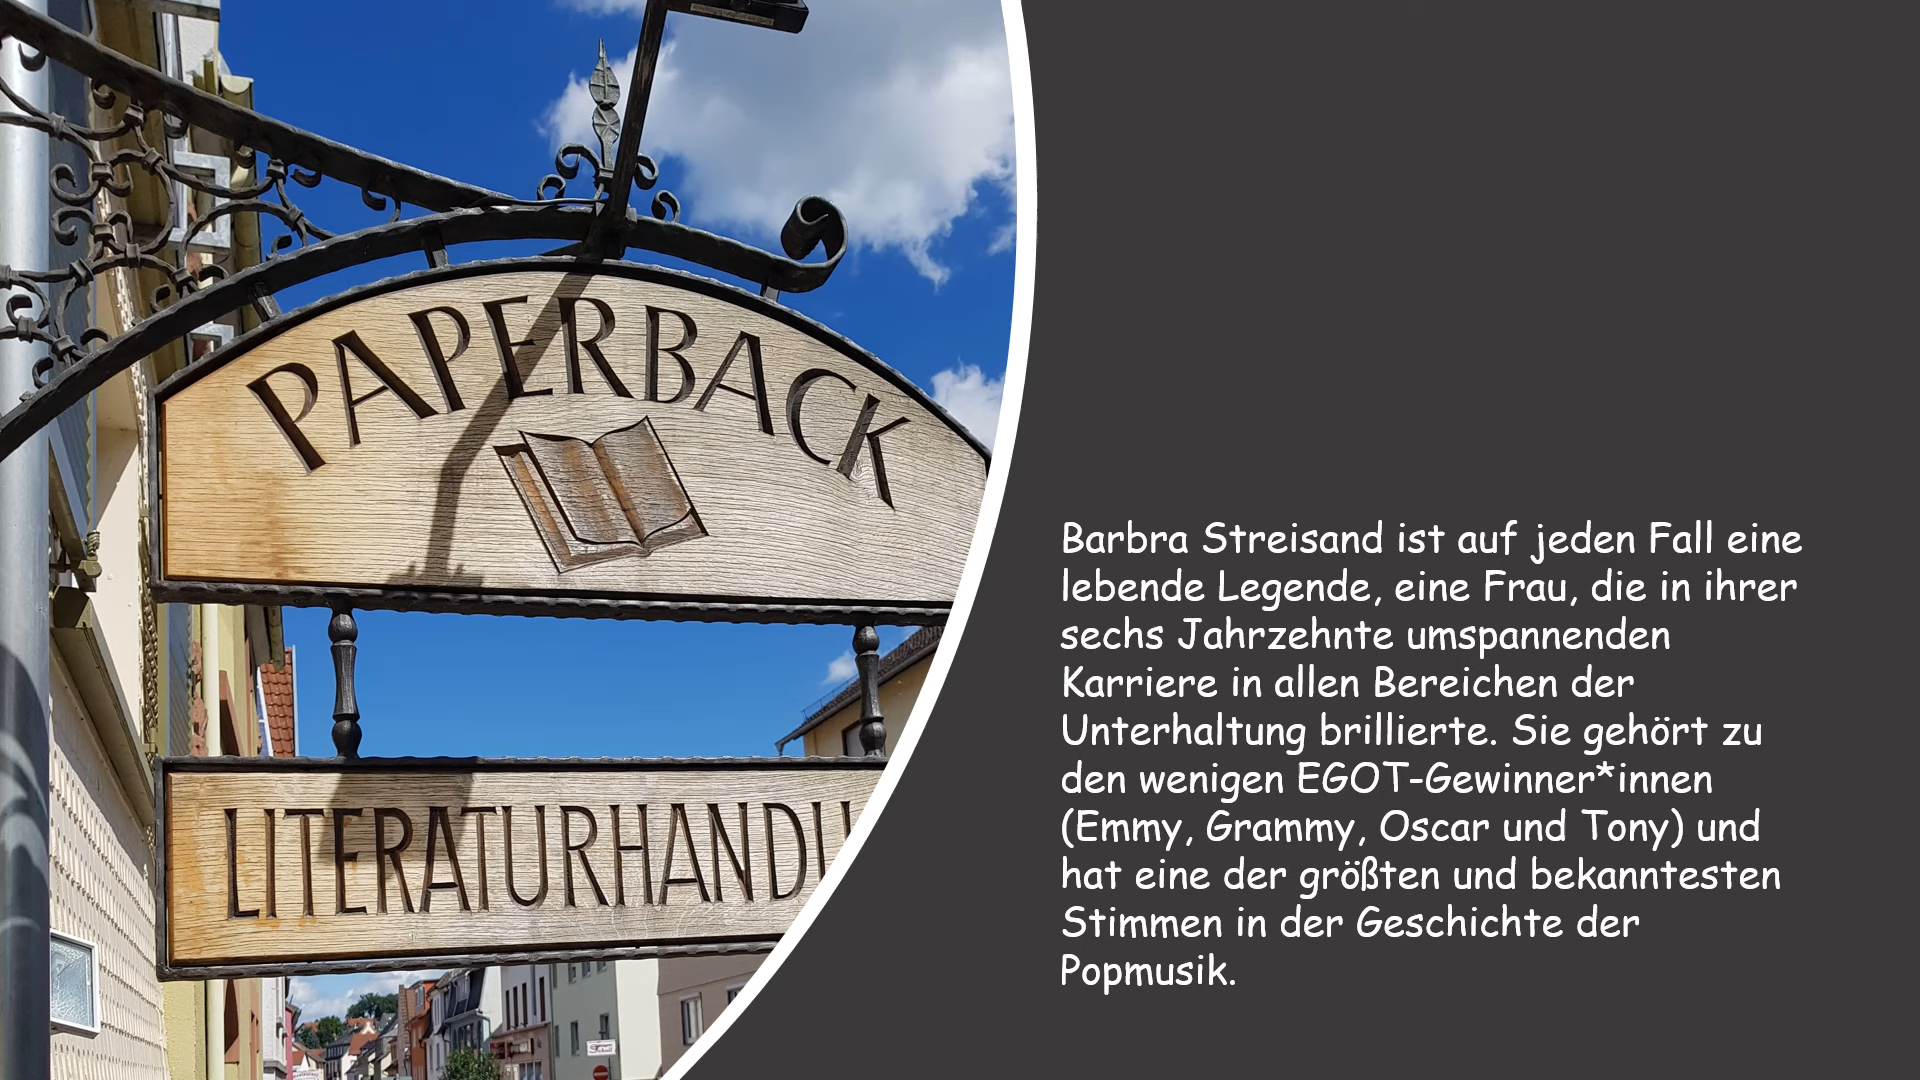 PAPERBACK
Barbra Streisand ist auf jeden Fall eine
lebende Legende, eine Frau, die in ihrer
sechs Jahrzehnte umspannenden
Karriere in allen Bereichen der
Unterhaltung brillierte. Sie gehört zu
den wenigen EGOT-Gewinner*innen
(Emmy, Grammy, Oscar und Tony) und
hat eine der größten und bekanntesten
Stimmen in der Geschichte der
Popmusik.